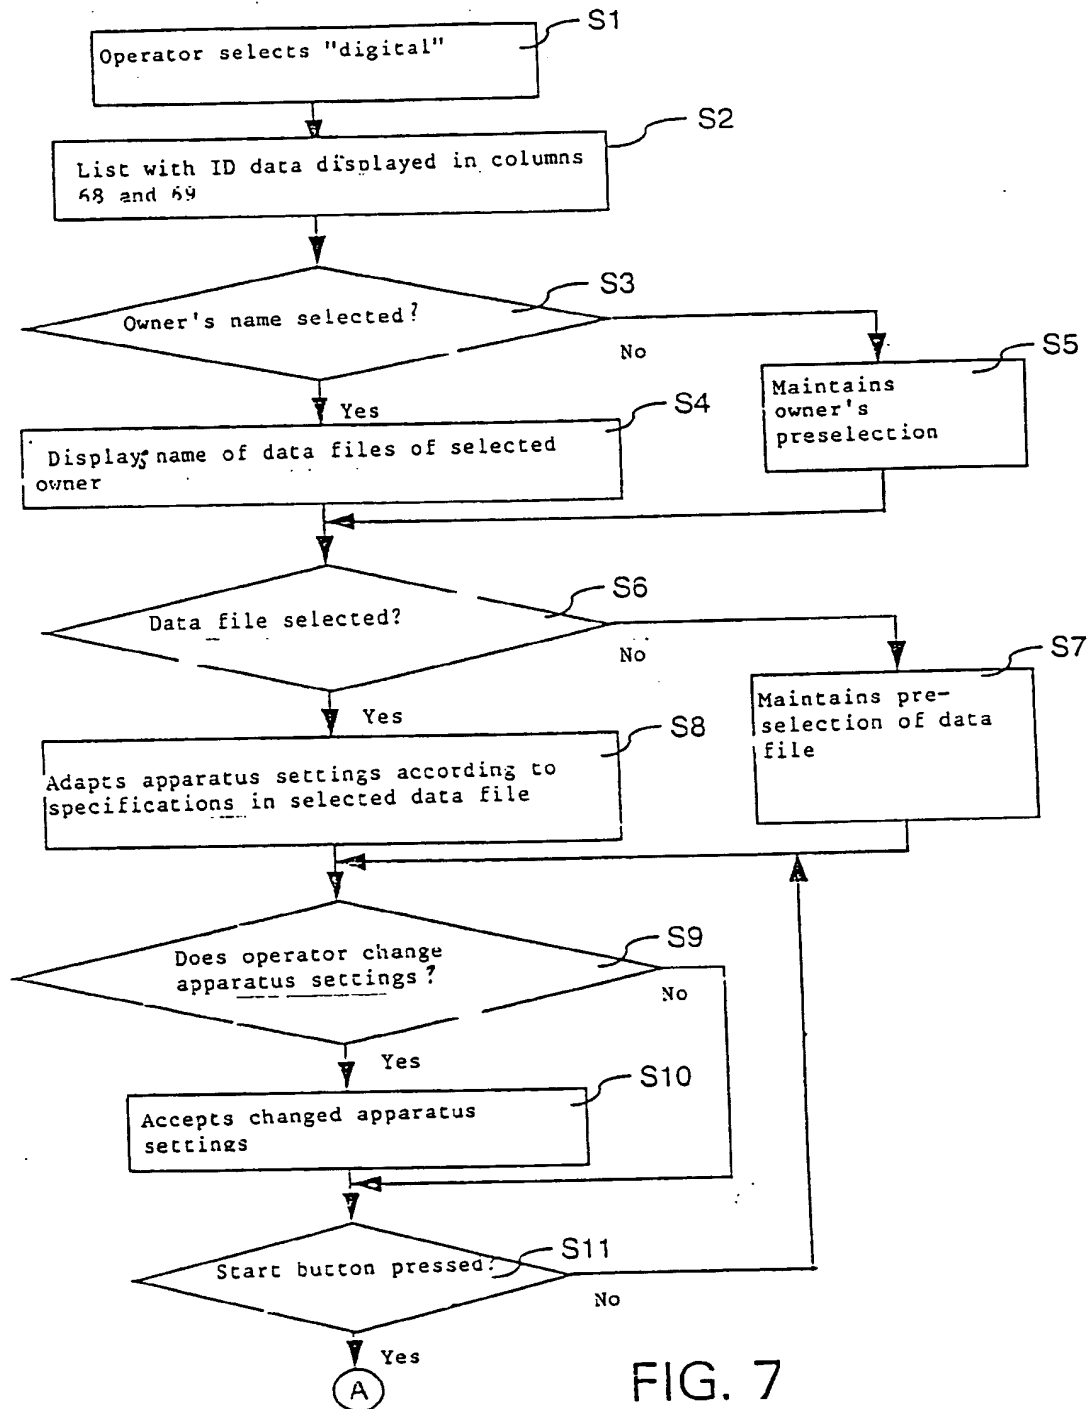 S1
Operator selects "digital"
S2
List with ID data displayed in columns
68 and 69
S3
Owner's name selected?
No
S5
Maintains
owner's
preselection
Yes
S4
Displays name of data files of selected
owner
S6
Data file selected?
No
S7
Maintains pre-
selection of data
file
Yes
S8
Adapts apparatus settings according to
specifications in selected data file
S9
Does operator change
apparatus settings?
No
Yes
S10
Accepts changed apparatus
settings
S11
Start button pressed?
No
Yes
A
FIG. 7